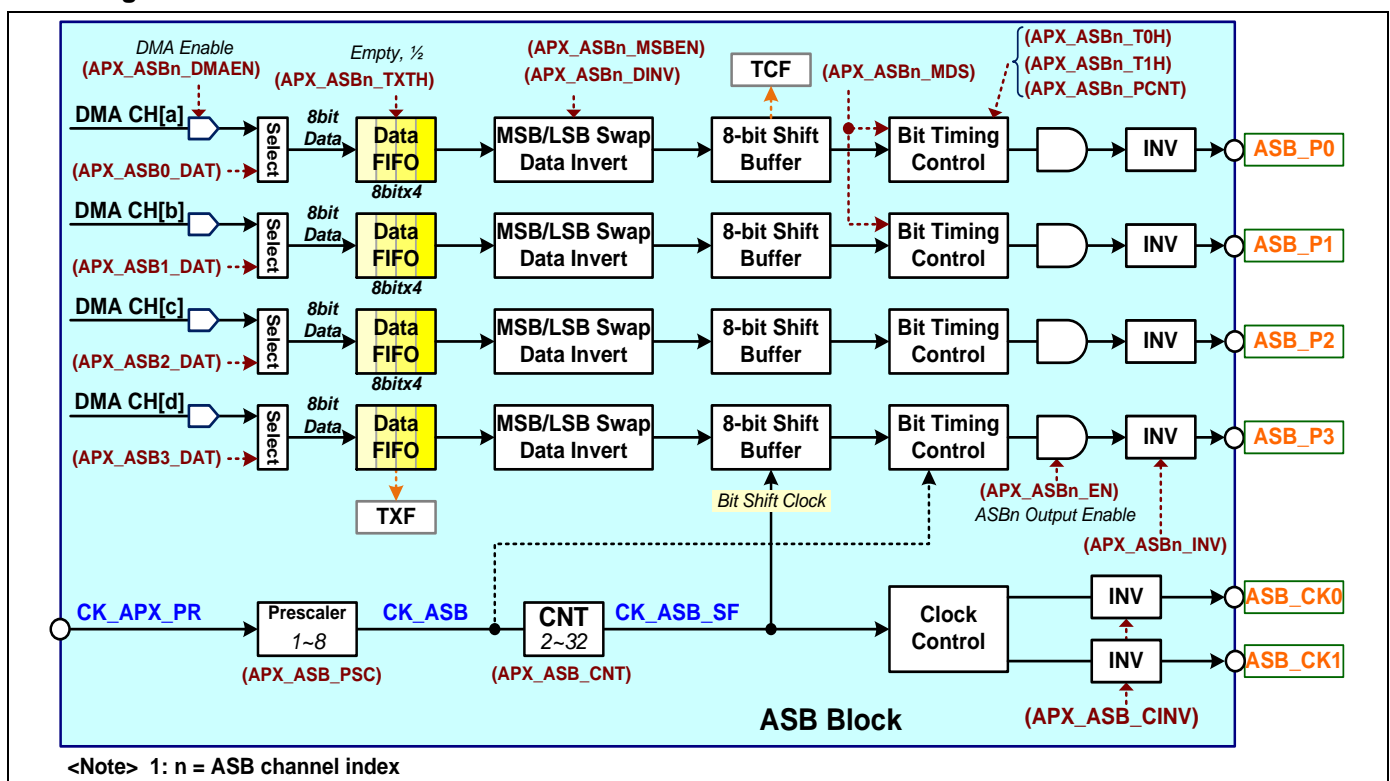 DMA Enable
(APX_ASBn_DMAEN)
Empty, ½
(APX_ASBn_TXTH)
(APX_ASBn_MSBEN)
(APX_ASBn_DINV)
TCF
(APX_ASBn_MDS)
(APX_ASBn_T0H)
(APX_ASBn_T1H)
(APX_ASBn_PCNT)
DMA CH[a]
(APX_ASB0_DAT)
Select
8bit
Data
Data
FIFO
8bitx4
MSB/LSB Swap
Data Invert
8-bit Shift
Buffer
Bit Timing
Control
INV
ASB_P0
DMA CH[b]
(APX_ASB1_DAT)
Select
8bit
Data
Data
FIFO
8bitx4
MSB/LSB Swap
Data Invert
8-bit Shift
Buffer
Bit Timing
Control
INV
ASB_P1
DMA CH[c]
(APX_ASB2_DAT)
Select
8bit
Data
Data
FIFO
8bitx4
MSB/LSB Swap
Data Invert
8-bit Shift
Buffer
Bit Timing
Control
INV
ASB_P2
DMA CH[d]
(APX_ASB3_DAT)
Select
8bit
Data
Data
FIFO
MSB/LSB Swap
Data Invert
8-bit Shift
Buffer
Bit Timing
Control
INV
ASB_P3
TXF
Bit Shift Clock
(APX_ASBn_EN)
ASBn Output Enable
(APX_ASBn_INV)
CK_APX_PR
Prescaler
1~8
(APX_ASB_PSC)
CK_ASB
CNT
2~32
(APX_ASB_CNT)
CK_ASB_SF
Clock
Control
INV
ASB_CK0
INV
ASB_CK1
(APX_ASB_CINV)
ASB Block
<Note> 1: n = ASB channel index